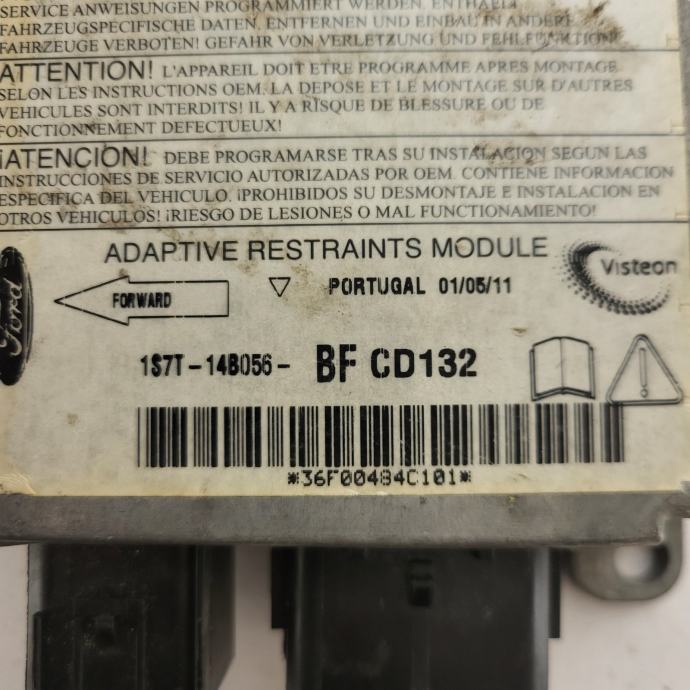 SERVICE ANWEISUNGEN PROGRAMMIERT WERDEN. ENTHAELT
FAHRZEUGSPEZIFISCHE DATEN, ENTFERNEN UND EINBAU IN ANDERE
FAHRZEUGE VERBOTEN! GEFAHR VON VERLETZUNG UND FEHLFUNKTION!
ATTENTION! L'APPAREIL DOIT ETRE PROGRAMME APRES MONTAGE
SELON LES INSTRUCTIONS OEM. LA DEPOSE ET LE MONTAGE SUR D'AUTRES
VEHICULES SONT INTERDITS! IL Y A RISQUE DE BLESSURE OU DE
FONCTIONNEMENT DEFECTUEUX!
¡ATENCION! DEBE PROGRAMARSE TRAS SU INSTALACION SEGUN LAS
INSTRUCCIONES DE SERVICIO AUTORIZADAS POR OEM. CONTIENE INFORMACION
ESPECIFICA DEL VEHICULO. ¡PROHIBIDOS SU DESMONTAJE E INSTALACION EN
OTROS VEHICULOS! ¡RIESGO DE LESIONES O MAL FUNCIONAMIENTO!
ADAPTIVE RESTRAINTS MODULE
Ford
FORWARD
PORTUGAL 01/05/11
Visteon
1S7T-14B056- BF CD132
*36F00484C101*